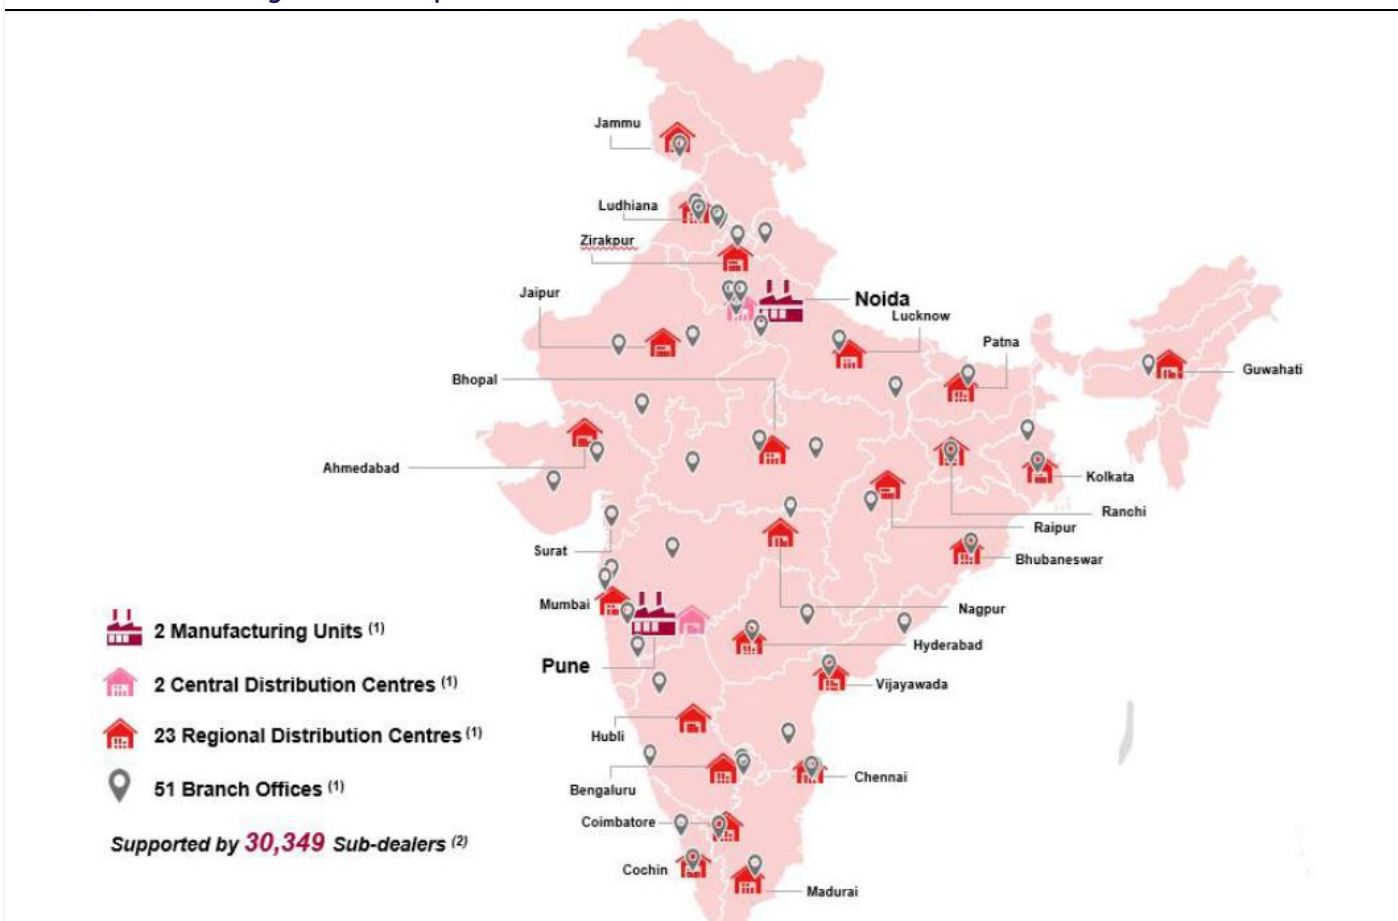 Jammu
Ludhiana
Zirakpur
Jaipur
Noida
Lucknow
Patna
Guwahati
Bhopal
Ahmedabad
Kolkata
Ranchi
Raipur
Surat
Bhubaneswar
Mumbai
Nagpur
Hyderabad
Pune
Vijayawada
Hubli
Chennai
Bengaluru
Coimbatore
Cochin
Madurai
2 Manufacturing Units (1)
2 Central Distribution Centres (1)
23 Regional Distribution Centres (1)
51 Branch Offices (1)
Supported by 30,349 Sub-dealers (2)